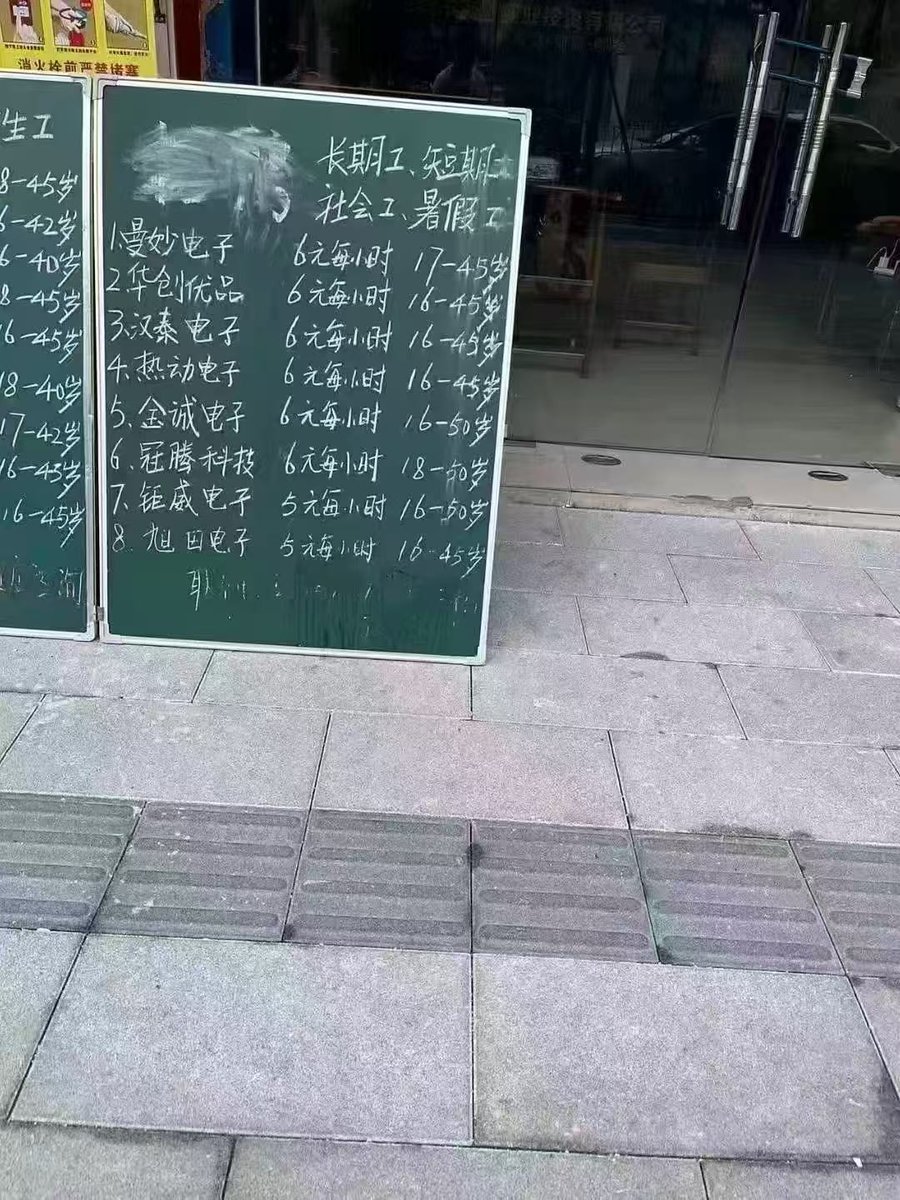 消火栓前严禁堵塞
生工
8-45岁
6-42岁
6-40岁
8-45岁
16-45岁
18-40岁
17-42岁
16-45岁
16-45岁
长期工、短期工
社会工、暑假工
1.曼妙电子 6元每小时 17-45岁
2.华创优品 6元每小时 16-45岁
3.汉泰电子 6元每小时 16-45岁
4.热动电子 6元每小时 16-45岁
5.金诚电子 6元每小时 16-50岁
6.冠腾科技 6元每小时 18-50岁
7.钜威电子 5元每小时 16-50岁
8.旭田电子 5元每小时 16-45岁